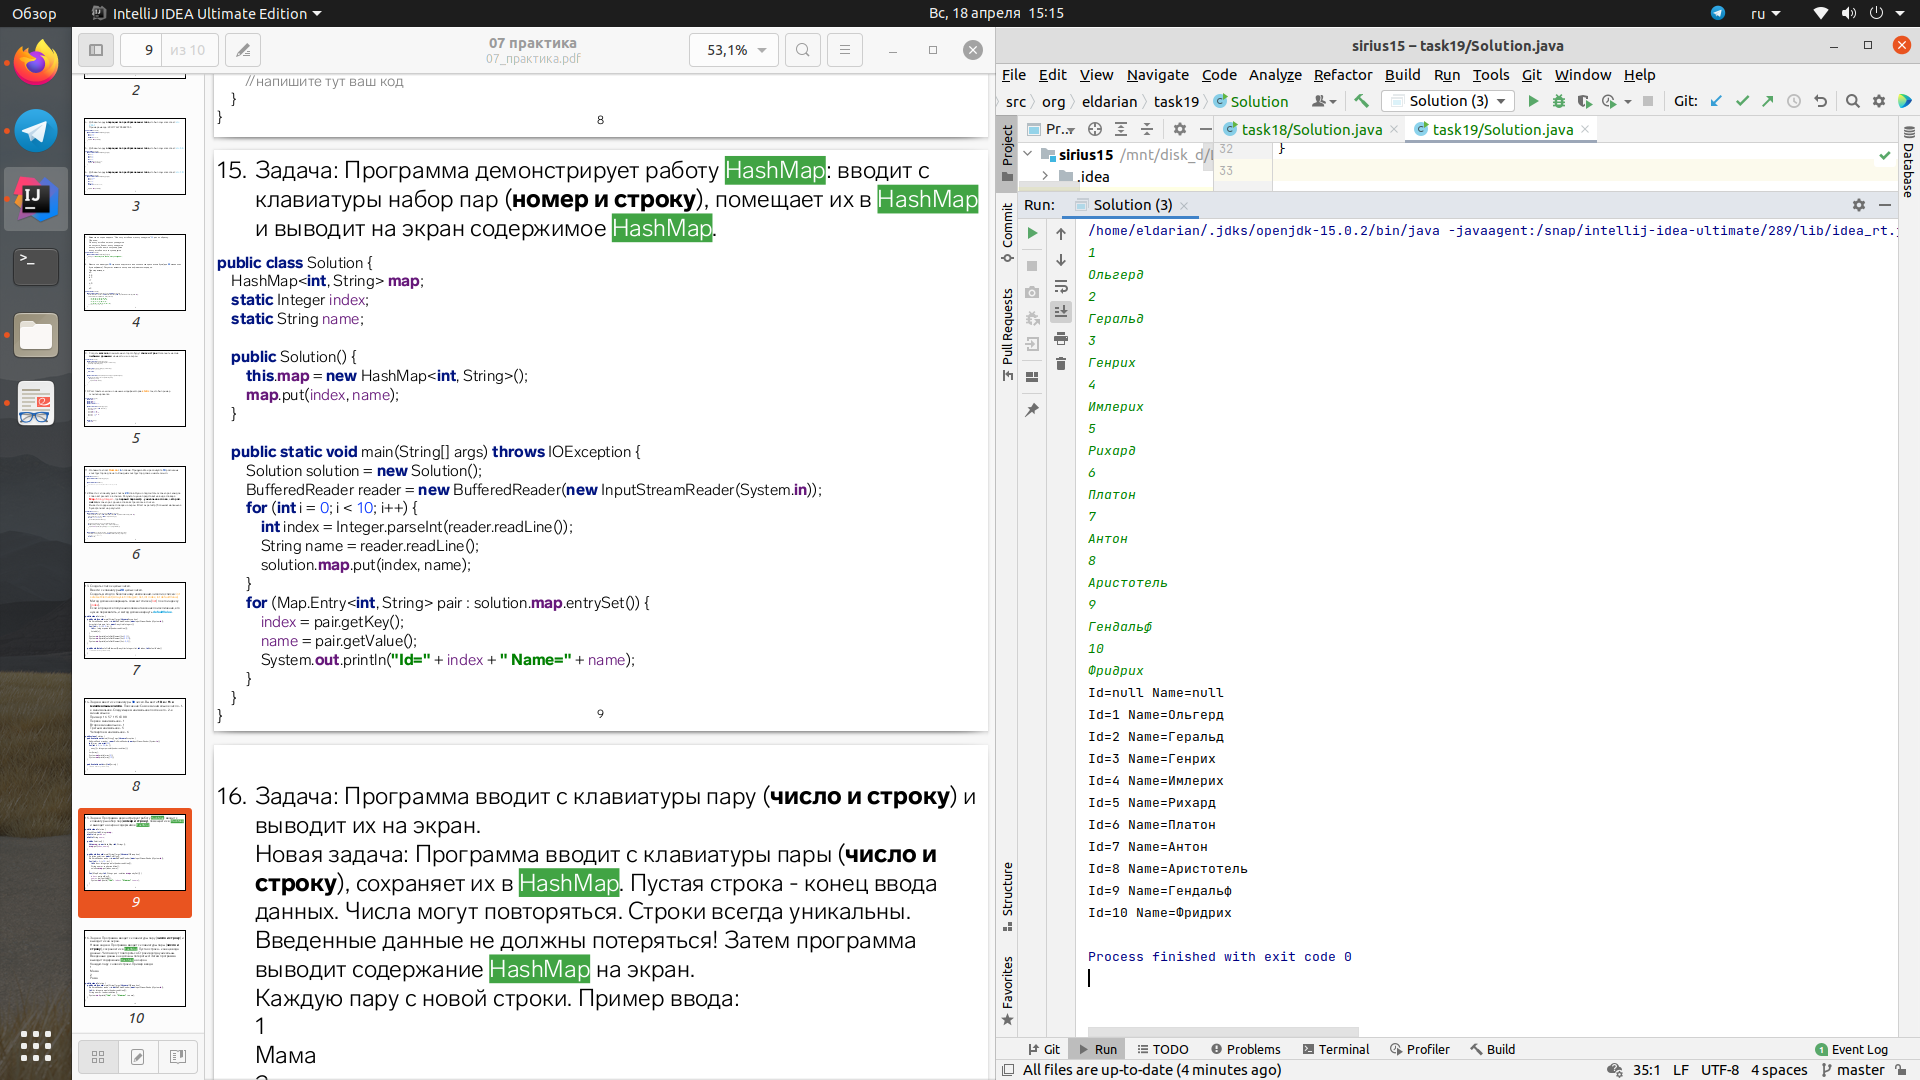 Обзор
IntelliJ IDEA Ultimate Edition
Вс, 18 апреля 15:15
ru
9 из 10
07 практика
07_практика.pdf
53,1%
2
3
4
5
6
7
8
9
10
//напишите тут ваш код
}
}
8
15. Задача: Программа демонстрирует работу HashMap: вводит с
клавиатуры набор пар (номер и строку), помещает их в HashMap
и выводит на экран содержимое HashMap.
public class Solution {
HashMap<int, String> map;
static Integer index;
static String name;
public Solution() {
this.map = new HashMap<int, String>();
map.put(index, name);
}
public static void main(String[] args) throws IOException {
Solution solution = new Solution();
BufferedReader reader = new BufferedReader(new InputStreamReader(System.in));
for (int i = 0; i < 10; i++) {
int index = Integer.parseInt(reader.readLine());
String name = reader.readLine();
solution.map.put(index, name);
}
for (Map.Entry<int, String> pair : solution.map.entrySet()) {
index = pair.getKey();
name = pair.getValue();
System.out.println("Id=" + index + " Name=" + name);
}
}
}
9
16. Задача: Программа вводит с клавиатуры пару (число и строку) и
выводит их на экран.
Новая задача: Программа вводит с клавиатуры пары (число и
строку), сохраняет их в HashMap. Пустая строка - конец ввода
данных. Числа могут повторяться. Строки всегда уникальны.
Введенные данные не должны потеряться! Затем программа
выводит содержание HashMap на экран.
Каждую пару с новой строки. Пример ввода:
1
Мама
sirius15 – task19/Solution.java
File Edit View Navigate Code Analyze Refactor Build Run Tools Git Window Help
src org eldarian task19 Solution
Solution (3)
Git:
Project
Pr..
task18/Solution.java
task19/Solution.java
sirius15 /mnt/disk_d/
.idea
32 }
33
Database
Commit
Pull Requests
Structure
Favorites
Run: Solution (3)
/home/eldarian/.jdks/openjdk-15.0.2/bin/java -javaagent:/snap/intellij-idea-ultimate/289/lib/idea_rt.j
1
Ольгерд
2
Геральд
3
Генрих
4
Имлерих
5
Рихард
6
Платон
7
Антон
8
Аристотель
9
Гендальф
10
Фридрих
Id=null Name=null
Id=1 Name=Ольгерд
Id=2 Name=Геральд
Id=3 Name=Генрих
Id=4 Name=Имлерих
Id=5 Name=Рихард
Id=6 Name=Платон
Id=7 Name=Антон
Id=8 Name=Аристотель
Id=9 Name=Гендальф
Id=10 Name=Фридрих
Process finished with exit code 0
Git Run TODO Problems Terminal Profiler Build
1 Event Log
All files are up-to-date (4 minutes ago)
35:1 LF UTF-8 4 spaces master